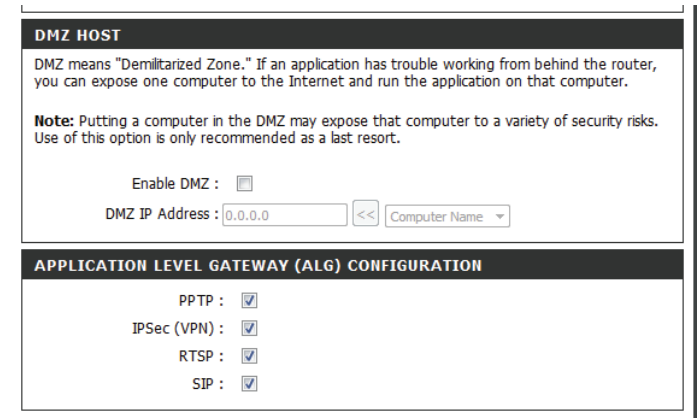 DMZ HOST
DMZ means "Demilitarized Zone." If an application has trouble working from behind the router,
you can expose one computer to the Internet and run the application on that computer.
Note: Putting a computer in the DMZ may expose that computer to a variety of security risks.
Use of this option is only recommended as a last resort.
Enable DMZ :
DMZ IP Address : 0.0.0.0 << Computer Name
APPLICATION LEVEL GATEWAY (ALG) CONFIGURATION
PPTP :
IPSec (VPN) :
RTSP :
SIP :